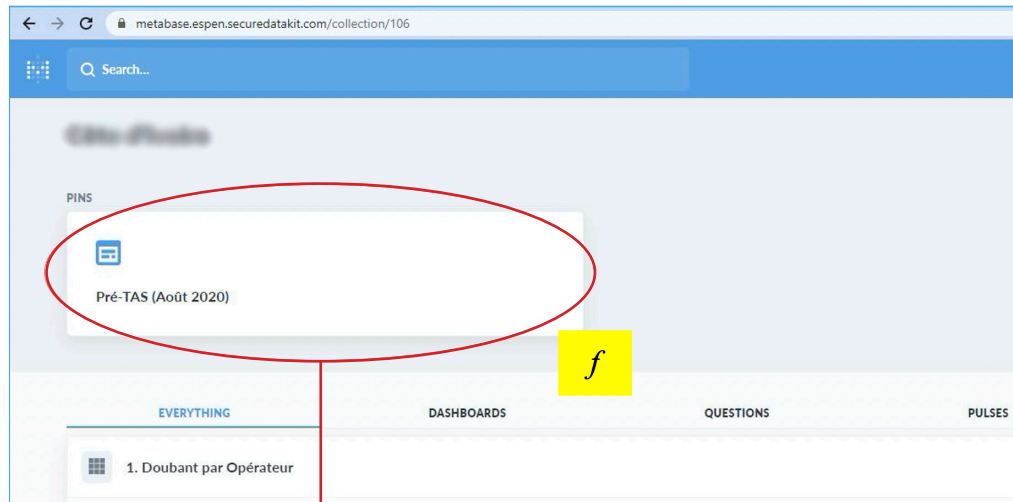 metabase.espen.securedatakit.com/collection/106
Search...
PINS
Pré-TAS (Août 2020)
f
EVERYTHING DASHBOARDS QUESTIONS PULSES
1. Doubant par Opérateur